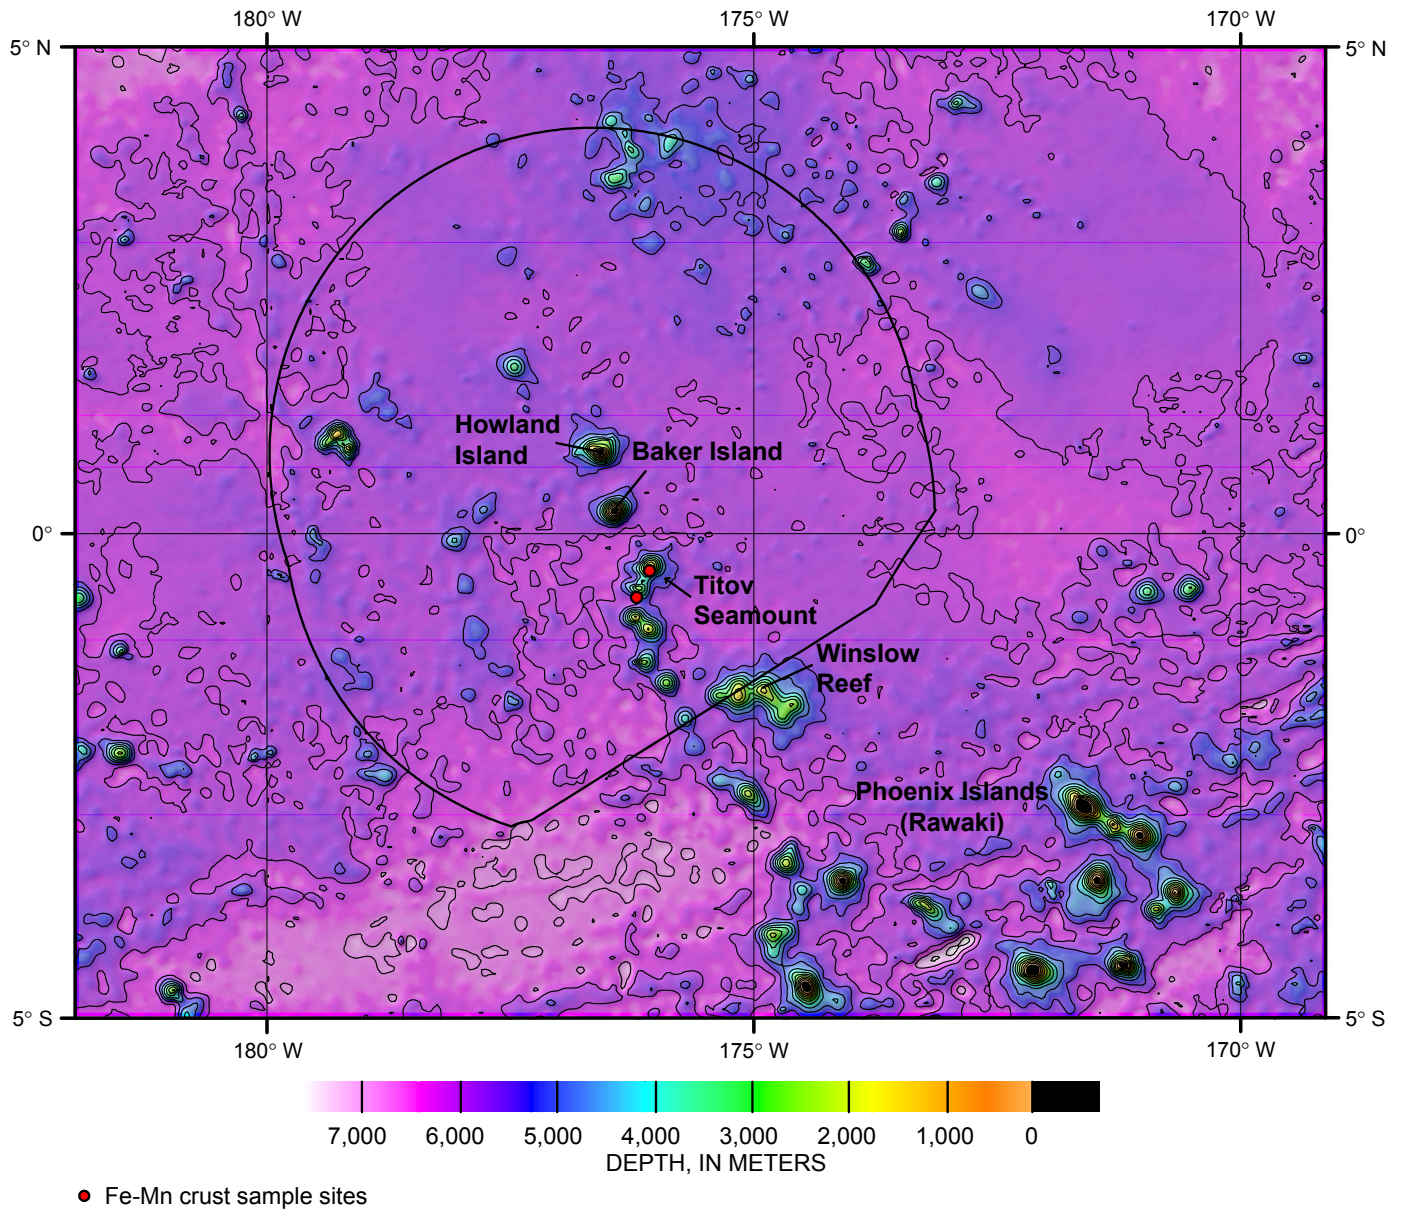 180° W 175° W 170° W
5° N 5° N
Howland
Island
Baker Island
0° 0°
Titov
Seamount
Winslow
Reef
Phoenix Islands
(Rawaki)
5° S 5° S
180° W 175° W 170° W
7,000 6,000 5,000 4,000 3,000 2,000 1,000 0
DEPTH, IN METERS
Fe-Mn crust sample sites